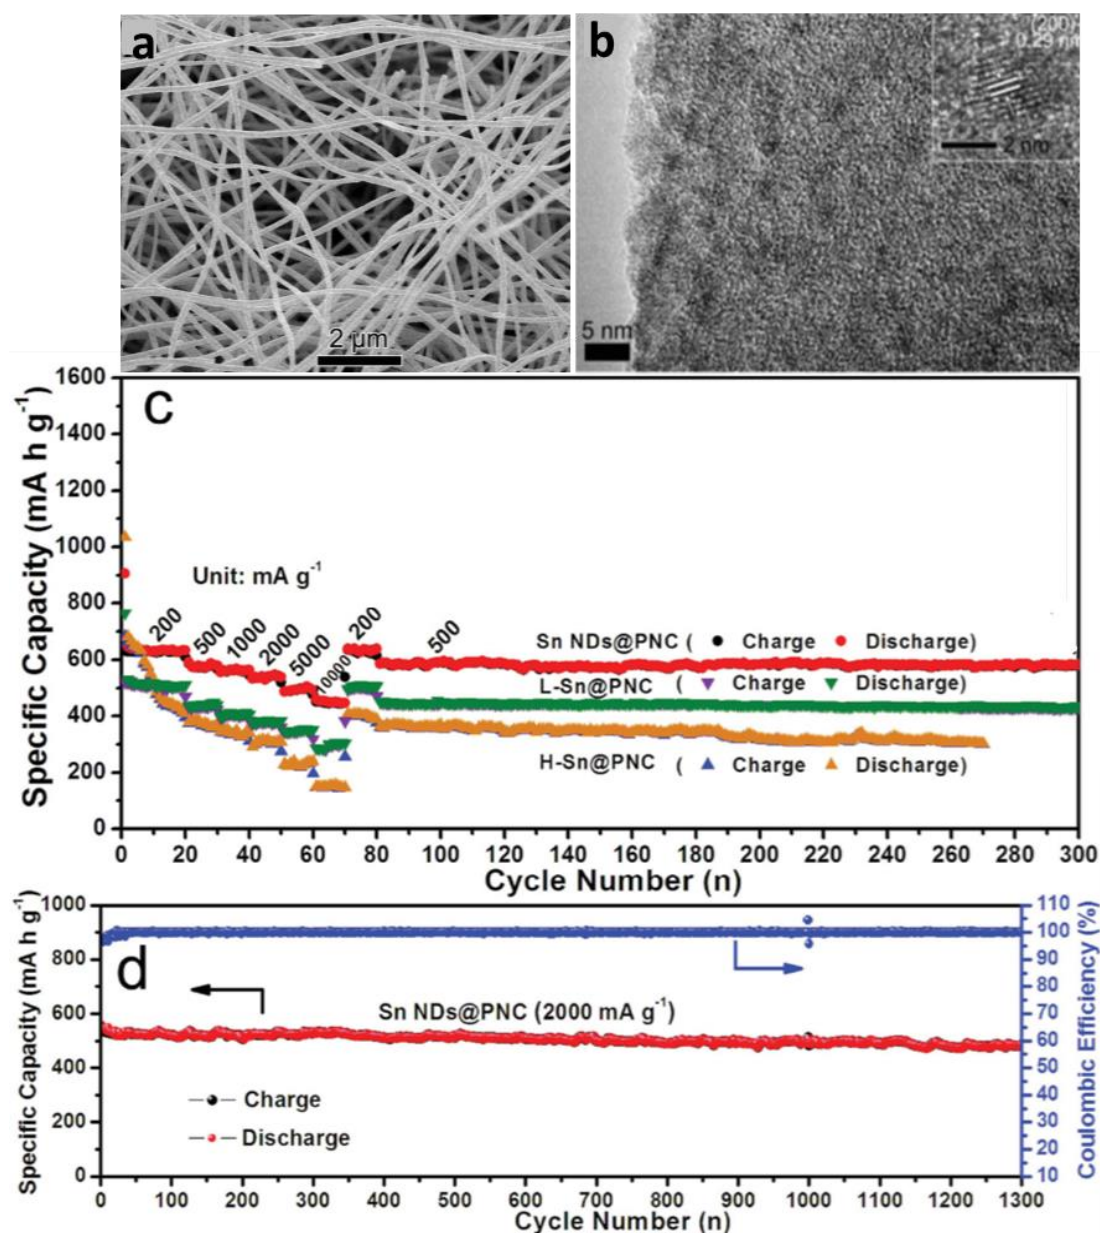 a
2 µm
b
(200)
0.29 nm
2 nm
5 nm
c
Specific Capacity (mA h g⁻¹)
1600
1400
1200
1000
800
600
400
200
0
Unit: mA g⁻¹
200
500
1000
2000
5000
10000
200
500
Sn NDs@PNC ( Charge Discharge)
L-Sn@PNC ( Charge Discharge)
H-Sn@PNC ( Charge Discharge)
0 20 40 60 80 100 120 140 160 180 200 220 240 260 280 300
Cycle Number (n)
d
Specific Capacity (mA h g⁻¹)
1000
800
600
400
200
0
Sn NDs@PNC (2000 mA g⁻¹)
Charge
Discharge
110
100
90
80
70
60
50
40
30
20
10
Coulombic Efficiency (%)
0 100 200 300 400 500 600 700 800 900 1000 1100 1200 1300
Cycle Number (n)